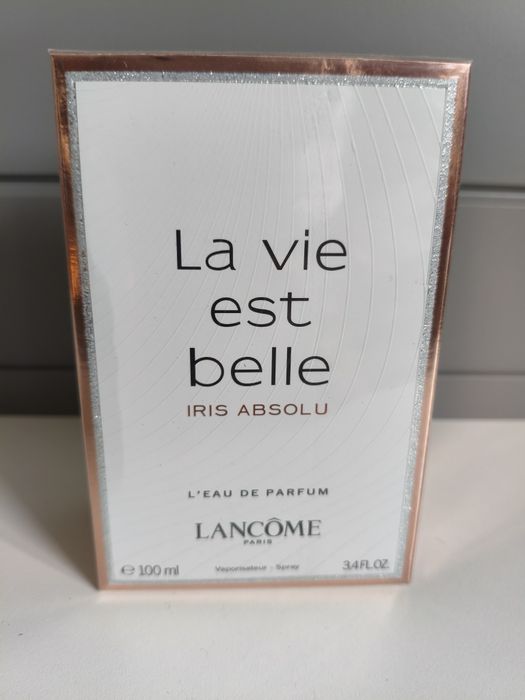 La vie
est
belle
IRIS ABSOLU
L'EAU DE PARFUM
LANCÔME
PARIS
e 100 ml Vaporisateur - Spray 3.4 FL.OZ